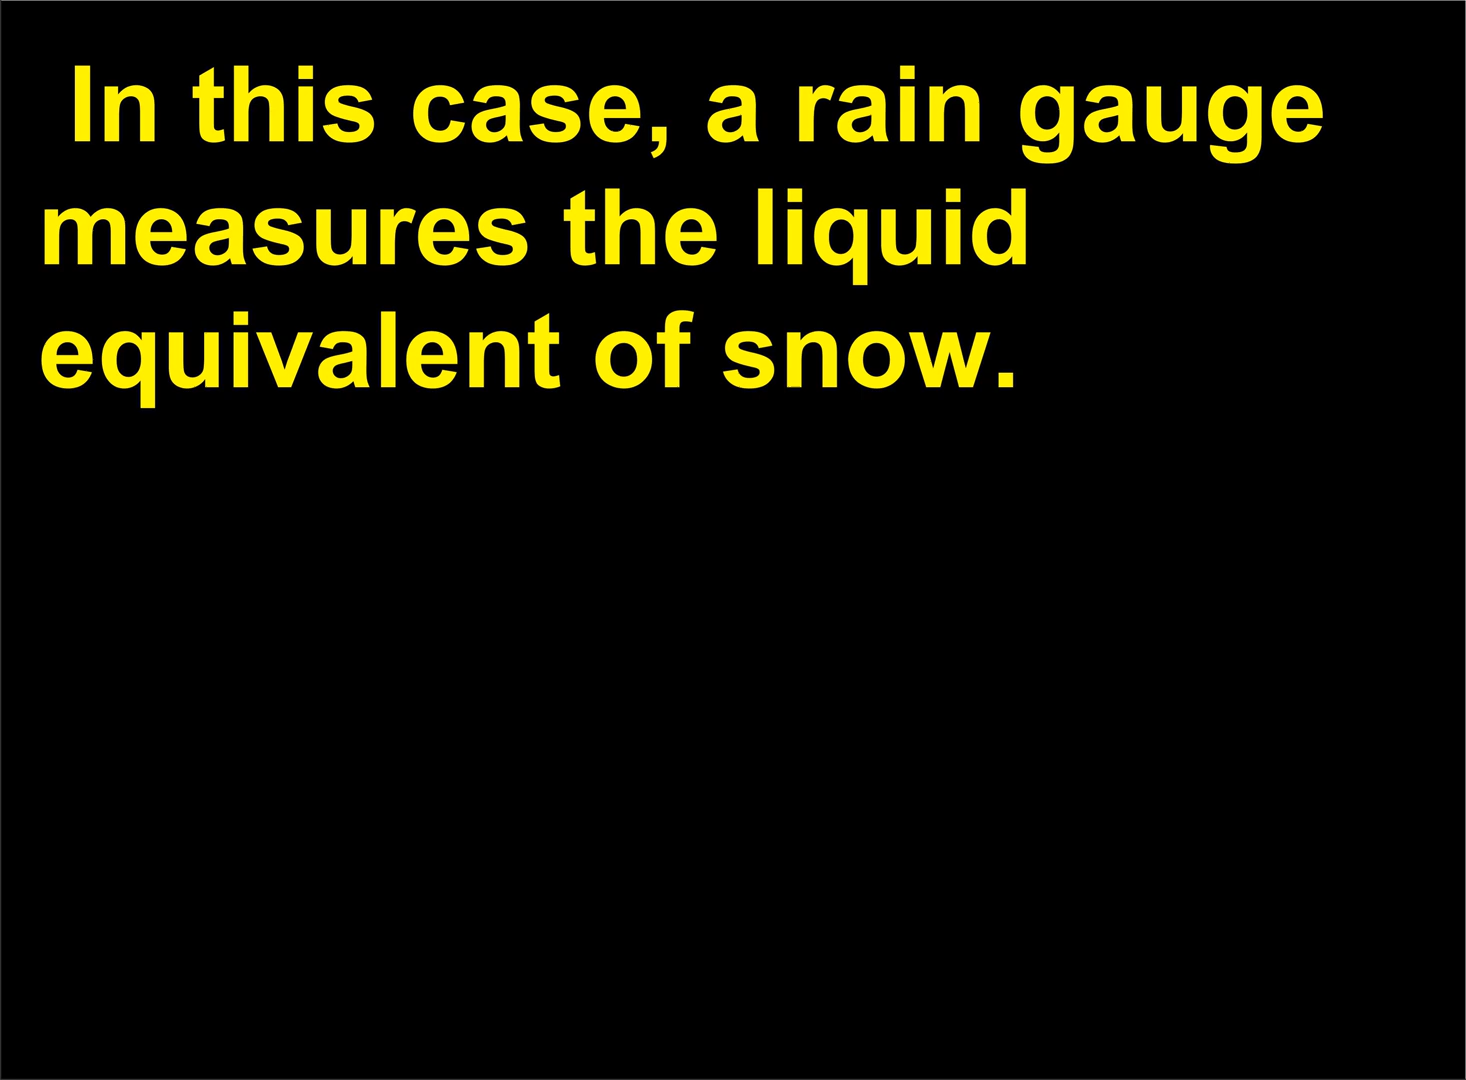 In this case, a rain gauge
measures the liquid
equivalent of snow.